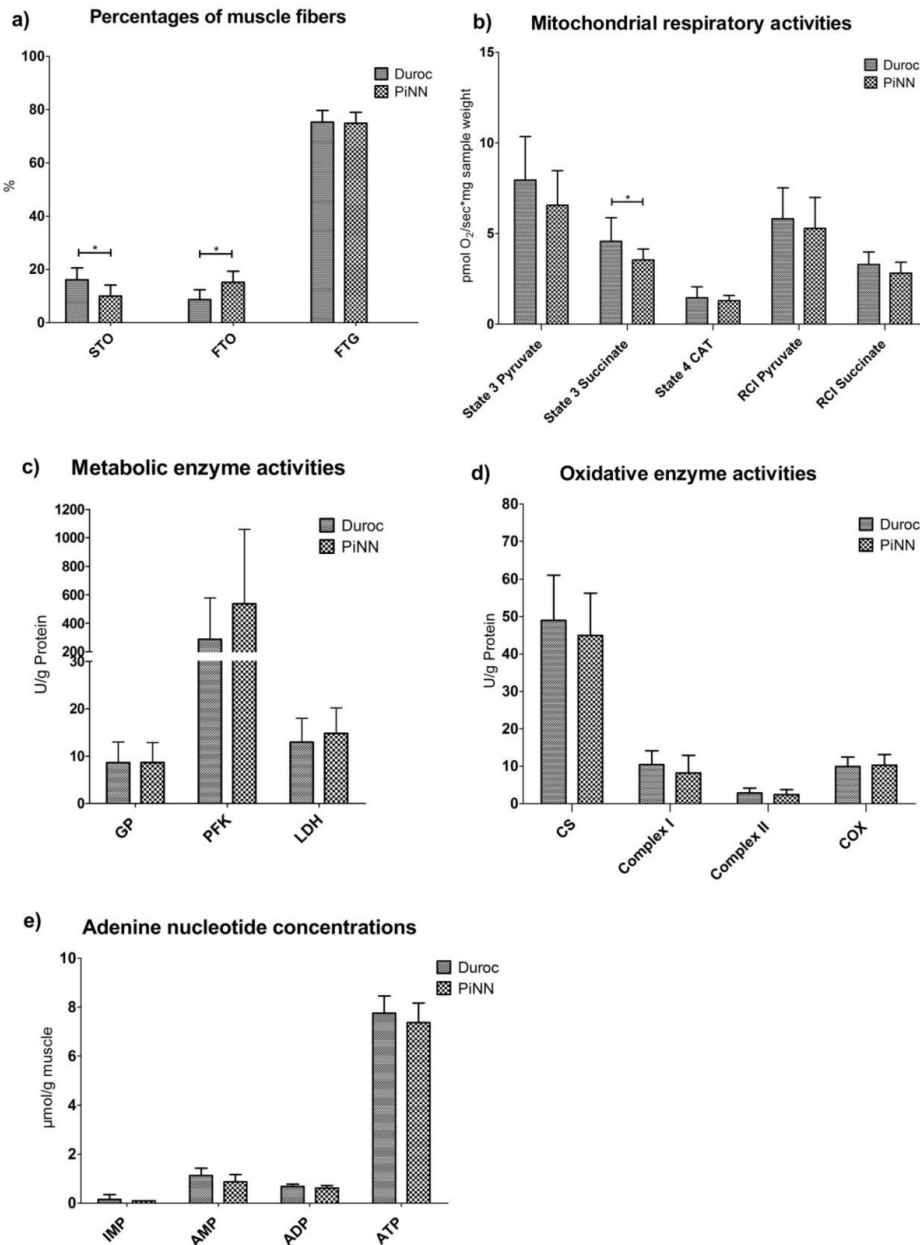 a)
Percentages of muscle fibers
100
80
60
40
20
0
%
*
*
STO
FTO
FTG
Duroc
PiNN
b)
Mitochondrial respiratory activities
15
10
5
0
pmol O₂/sec*mg sample weight
*
State 3 Pyruvate
State 3 Succinate
State 4 CAT
RCI Pyruvate
RCI Succinate
Duroc
PiNN
c)
Metabolic enzyme activities
1200
1000
800
600
400
200
30
20
10
0
U/g Protein
GP
PFK
LDH
Duroc
PiNN
d)
Oxidative enzyme activities
80
70
60
50
40
30
20
10
0
U/g Protein
CS
Complex I
Complex II
COX
Duroc
PiNN
e)
Adenine nucleotide concentrations
10
8
6
4
2
0
µmol/g muscle
IMP
AMP
ADP
ATP
Duroc
PiNN